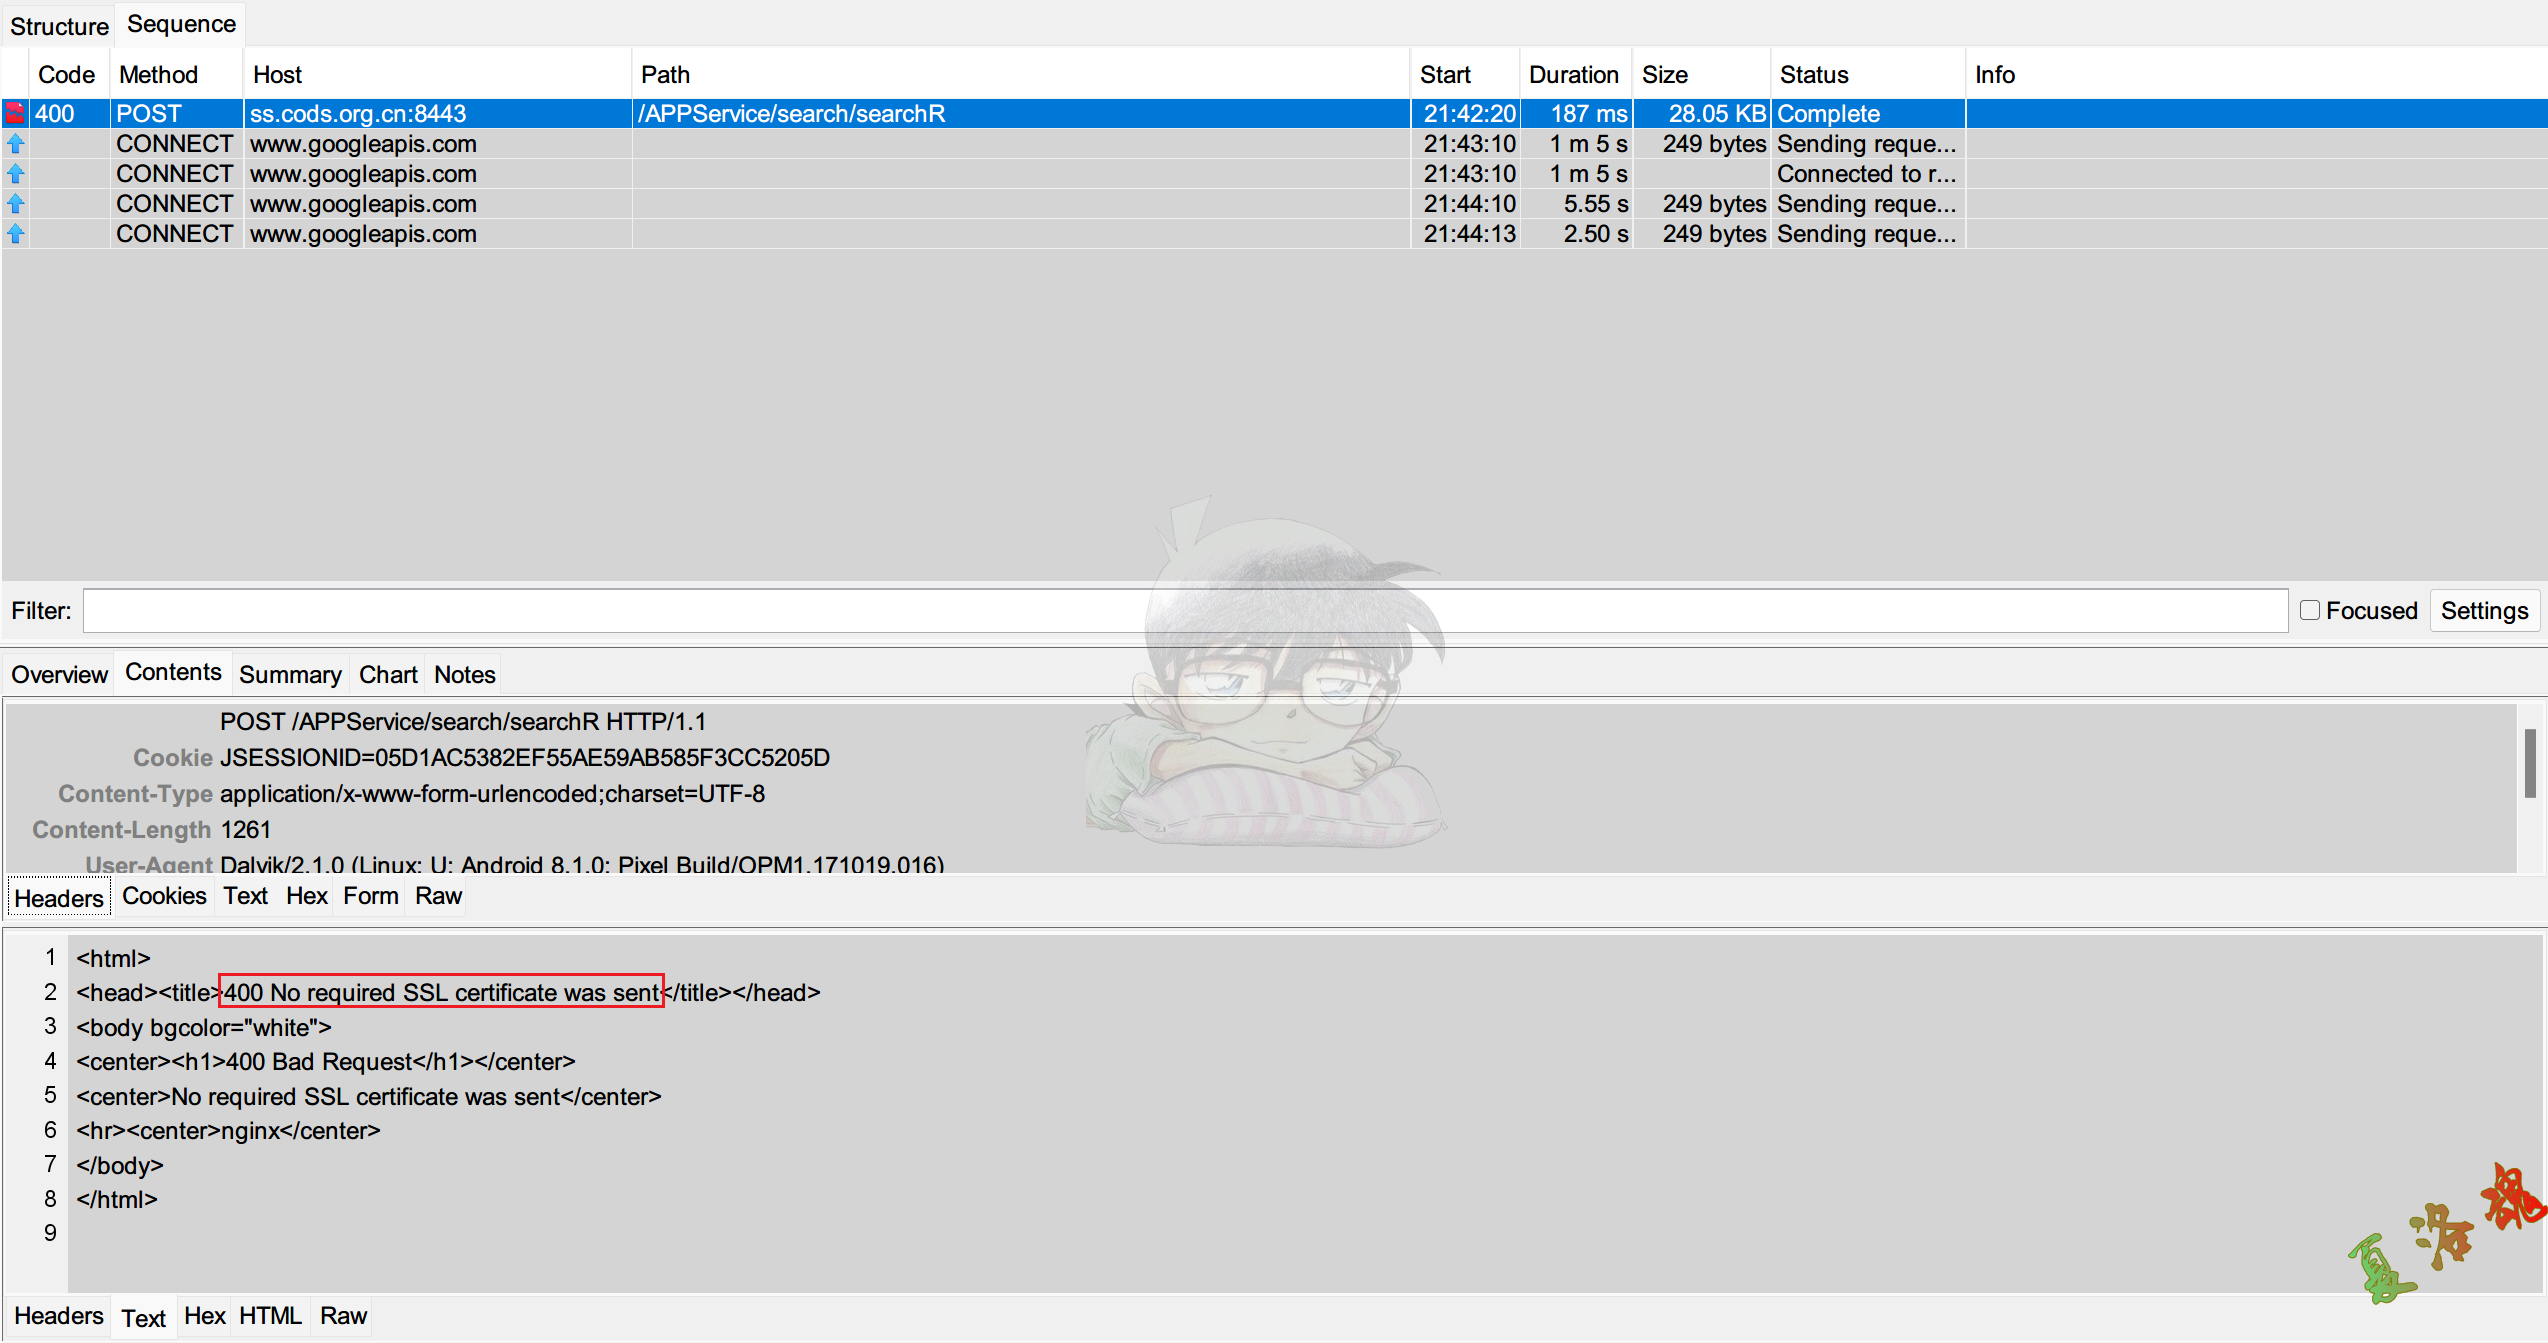 Structure Sequence
Code Method Host Path Start Duration Size Status Info
400 POST ss.cods.org.cn:8443 /APPService/search/searchR 21:42:20 187 ms 28.05 KB Complete
CONNECT www.googleapis.com 21:43:10 1 m 5 s 249 bytes Sending reque...
CONNECT www.googleapis.com 21:43:10 1 m 5 s Connected to r...
CONNECT www.googleapis.com 21:44:10 5.55 s 249 bytes Sending reque...
CONNECT www.googleapis.com 21:44:13 2.50 s 249 bytes Sending reque...
Filter: Focused Settings
Overview Contents Summary Chart Notes
POST /APPService/search/searchR HTTP/1.1
Cookie JSESSIONID=05D1AC5382EF55AE59AB585F3CC5205D
Content-Type application/x-www-form-urlencoded;charset=UTF-8
Content-Length 1261
User-Agent Dalvik/2.1.0 (Linux; U; Android 8.1.0; Pixel Build/OPM1.171019.016)
Headers Cookies Text Hex Form Raw
1 <html>
2 <head><title>400 No required SSL certificate was sent</title></head>
3 <body bgcolor="white">
4 <center><h1>400 Bad Request</h1></center>
5 <center>No required SSL certificate was sent</center>
6 <hr><center>nginx</center>
7 </body>
8 </html>
9
Headers Text Hex HTML Raw
夏洛魂